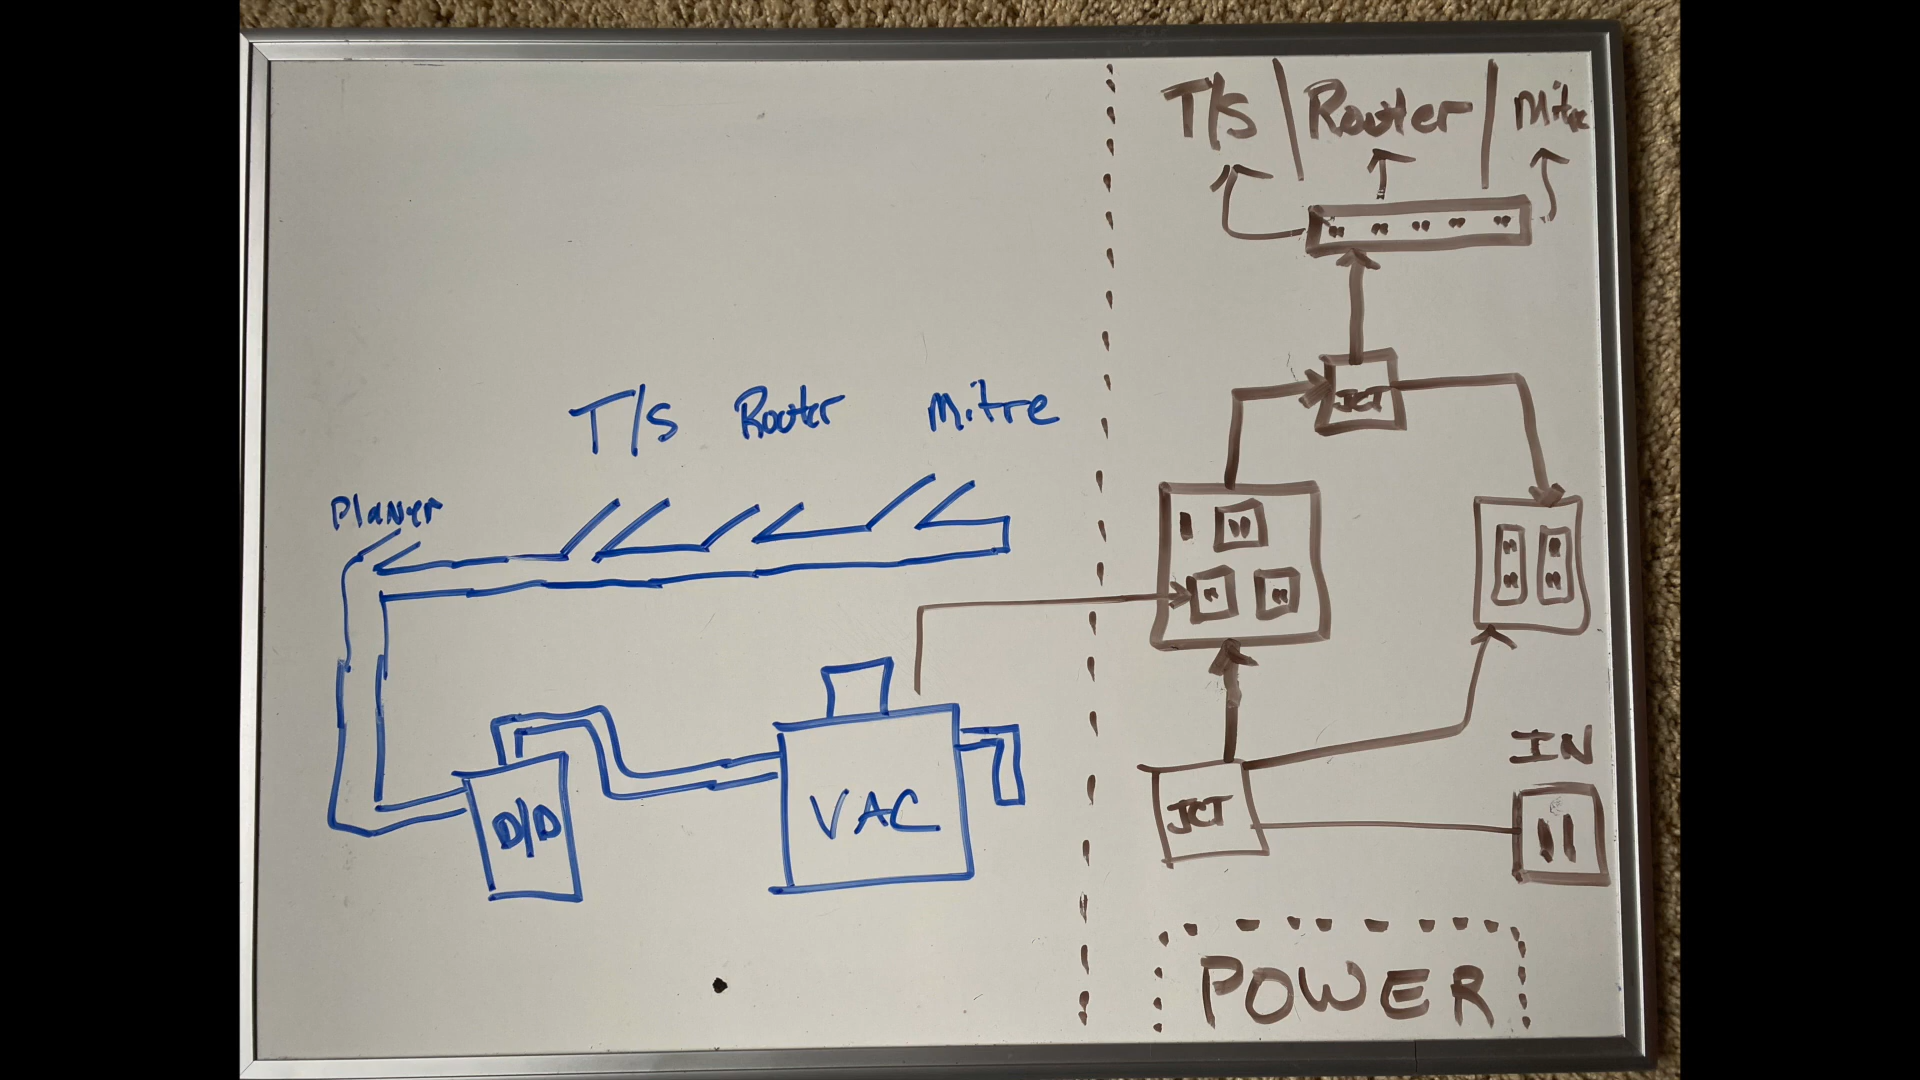 T/S Router Mitre
Planer
D/D
VAC
T/S | Router | Mitre
JCT
JCT
IN
POWER